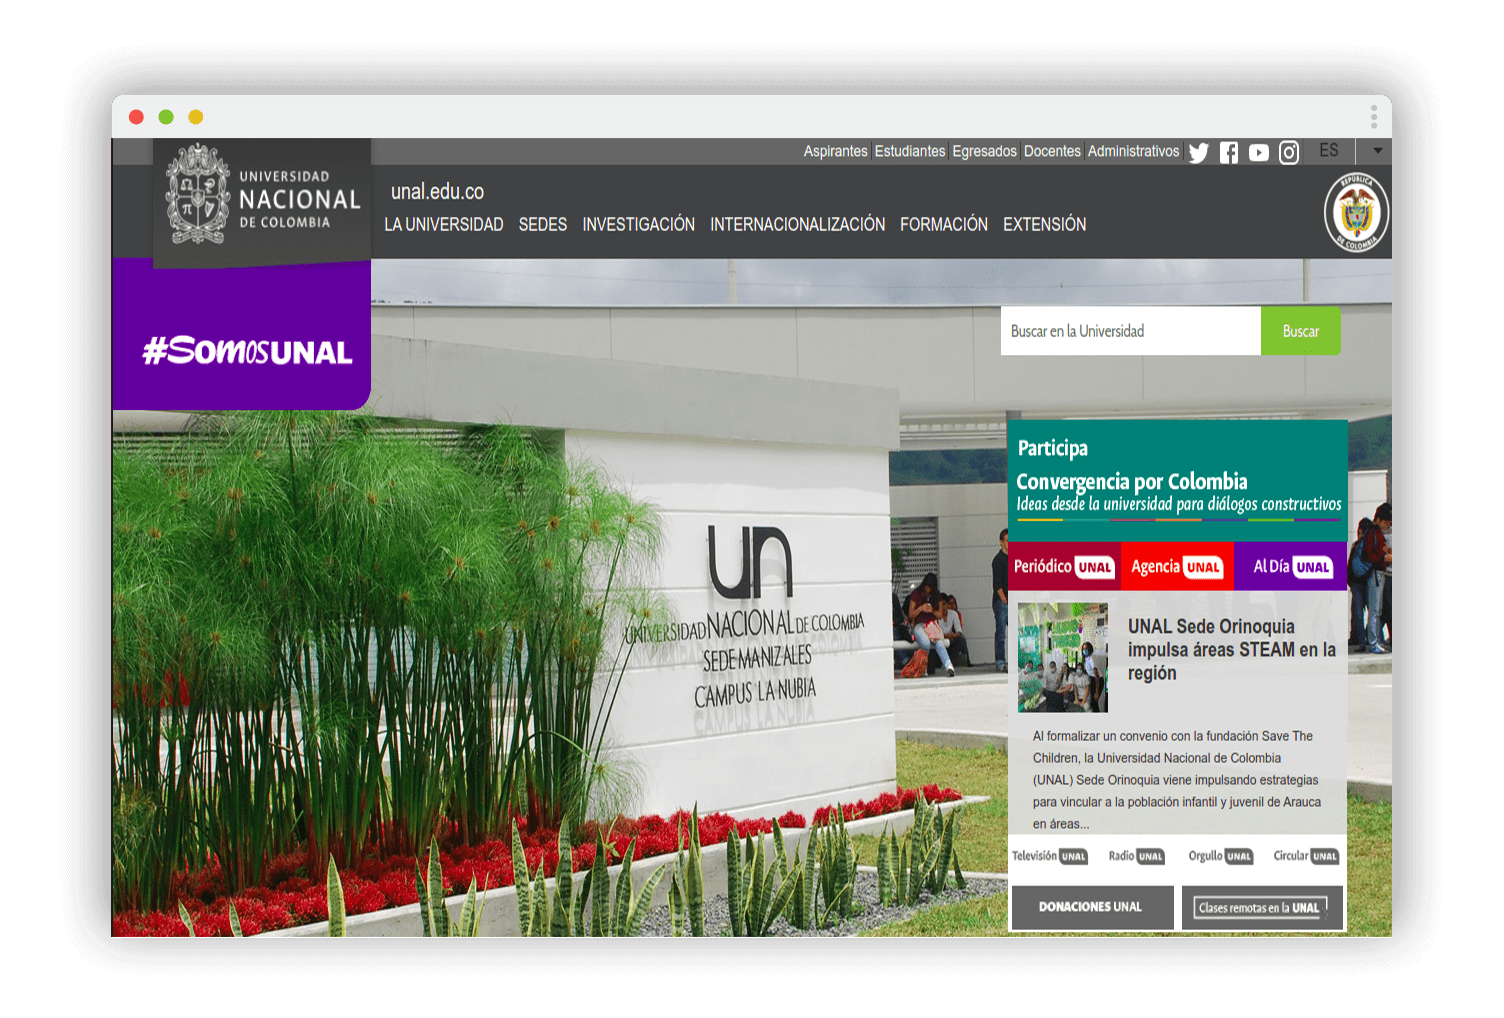 Aspirantes Estudiantes Egresados Docentes Administrativos ES
UNIVERSIDAD
NACIONAL
DE COLOMBIA
unal.edu.co
LA UNIVERSIDAD SEDES INVESTIGACIÓN INTERNACIONALIZACIÓN FORMACIÓN EXTENSIÓN
REPÚBLICA
DE COLOMBIA
#SOMOSUNAL
Buscar en la Universidad Buscar
Participa
Convergencia por Colombia
Ideas desde la universidad para diálogos constructivos
Periódico UNAL Agencia UNAL Al Día UNAL
un
UNIVERSIDAD NACIONAL DE COLOMBIA
SEDE MANIZALES
CAMPUS LA NUBIA
UNAL Sede Orinoquia
impulsa áreas STEAM en la
región
Al formalizar un convenio con la fundación Save The
Children, la Universidad Nacional de Colombia
(UNAL) Sede Orinoquia viene impulsando estrategias
para vincular a la población infantil y juvenil de Arauca
en áreas...
Televisión UNAL Radio UNAL Orgullo UNAL Circular UNAL
DONACIONES UNAL Clases remotas en la UNAL